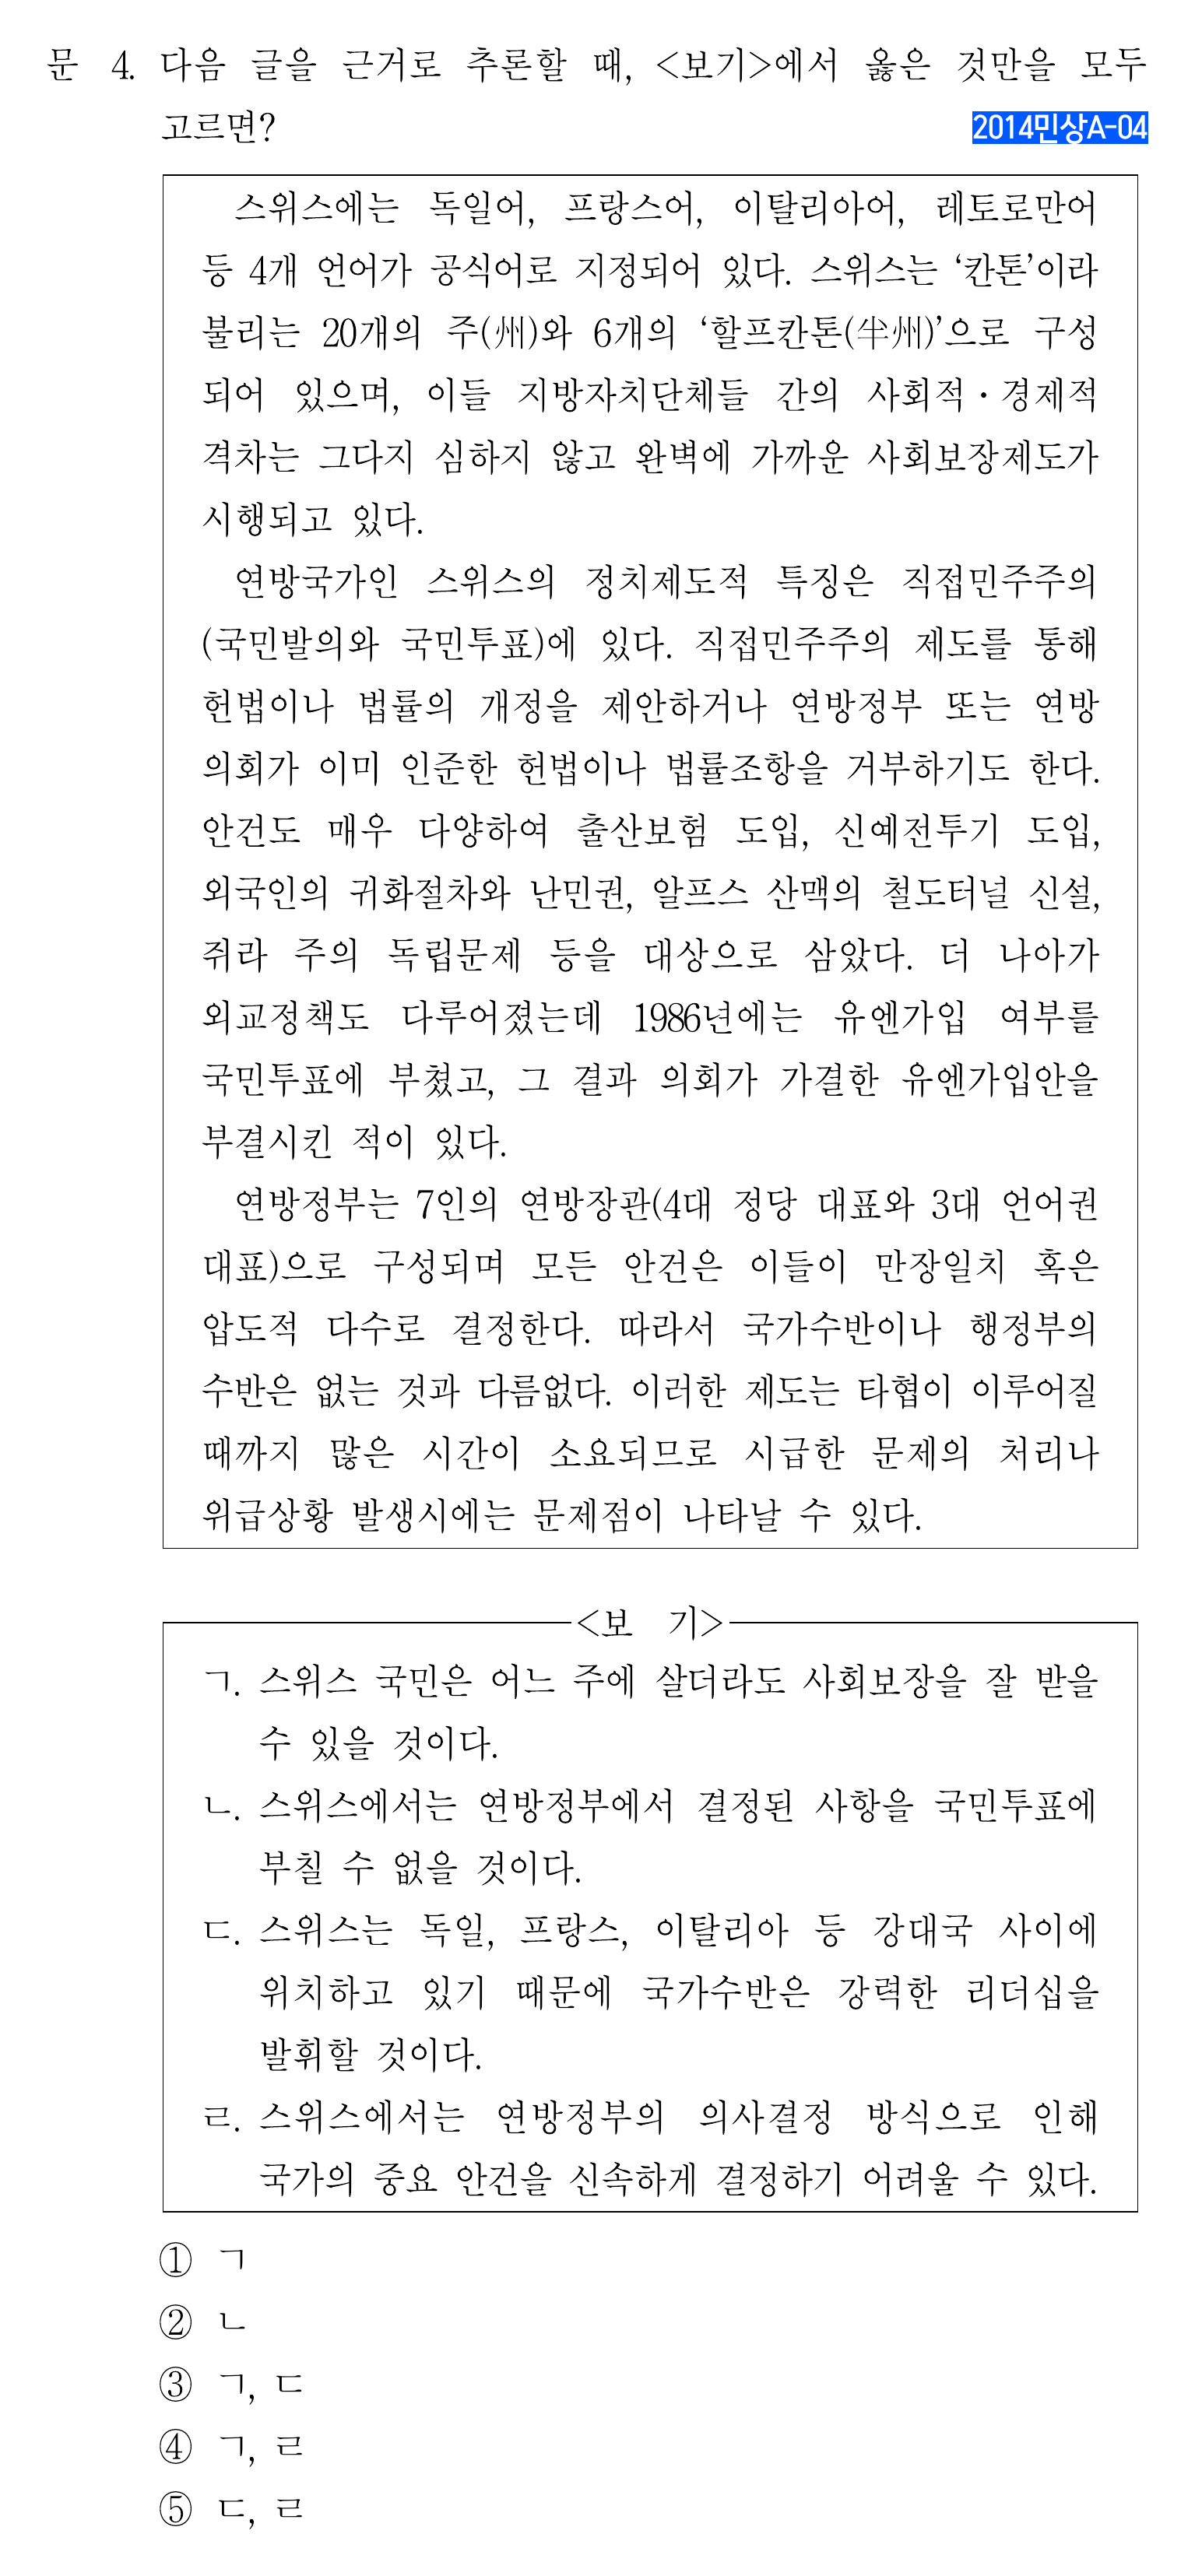 문 4. 다음 글을 근거로 추론할 때, <보기>에서 옳은 것만을 모두
고르면?
2014민상A-04
스위스에는 독일어, 프랑스어, 이탈리아어, 레토로만어
등 4개 언어가 공식어로 지정되어 있다. 스위스는 ‘칸톤’이라
불리는 20개의 주(州)와 6개의 ‘할프칸톤(半州)’으로 구성
되어 있으며, 이들 지방자치단체들 간의 사회적·경제적
격차는 그다지 심하지 않고 완벽에 가까운 사회보장제도가
시행되고 있다.
연방국가인 스위스의 정치제도적 특징은 직접민주주의
(국민발의와 국민투표)에 있다. 직접민주주의 제도를 통해
헌법이나 법률의 개정을 제안하거나 연방정부 또는 연방
의회가 이미 인준한 헌법이나 법률조항을 거부하기도 한다.
안건도 매우 다양하여 출산보험 도입, 신예전투기 도입,
외국인의 귀화절차와 난민권, 알프스 산맥의 철도터널 신설,
쥐라 주의 독립문제 등을 대상으로 삼았다. 더 나아가
외교정책도 다루어졌는데 1986년에는 유엔가입 여부를
국민투표에 부쳤고, 그 결과 의회가 가결한 유엔가입안을
부결시킨 적이 있다.
연방정부는 7인의 연방장관(4대 정당 대표와 3대 언어권
대표)으로 구성되며 모든 안건은 이들이 만장일치 혹은
압도적 다수로 결정한다. 따라서 국가수반이나 행정부의
수반은 없는 것과 다름없다. 이러한 제도는 타협이 이루어질
때까지 많은 시간이 소요되므로 시급한 문제의 처리나
위급상황 발생시에는 문제점이 나타날 수 있다.
<보 기>
ㄱ. 스위스 국민은 어느 주에 살더라도 사회보장을 잘 받을
수 있을 것이다.
ㄴ. 스위스에서는 연방정부에서 결정된 사항을 국민투표에
부칠 수 없을 것이다.
ㄷ. 스위스는 독일, 프랑스, 이탈리아 등 강대국 사이에
위치하고 있기 때문에 국가수반은 강력한 리더십을
발휘할 것이다.
ㄹ. 스위스에서는 연방정부의 의사결정 방식으로 인해
국가의 중요 안건을 신속하게 결정하기 어려울 수 있다.
① ㄱ
② ㄴ
③ ㄱ, ㄷ
④ ㄱ, ㄹ
⑤ ㄷ, ㄹ